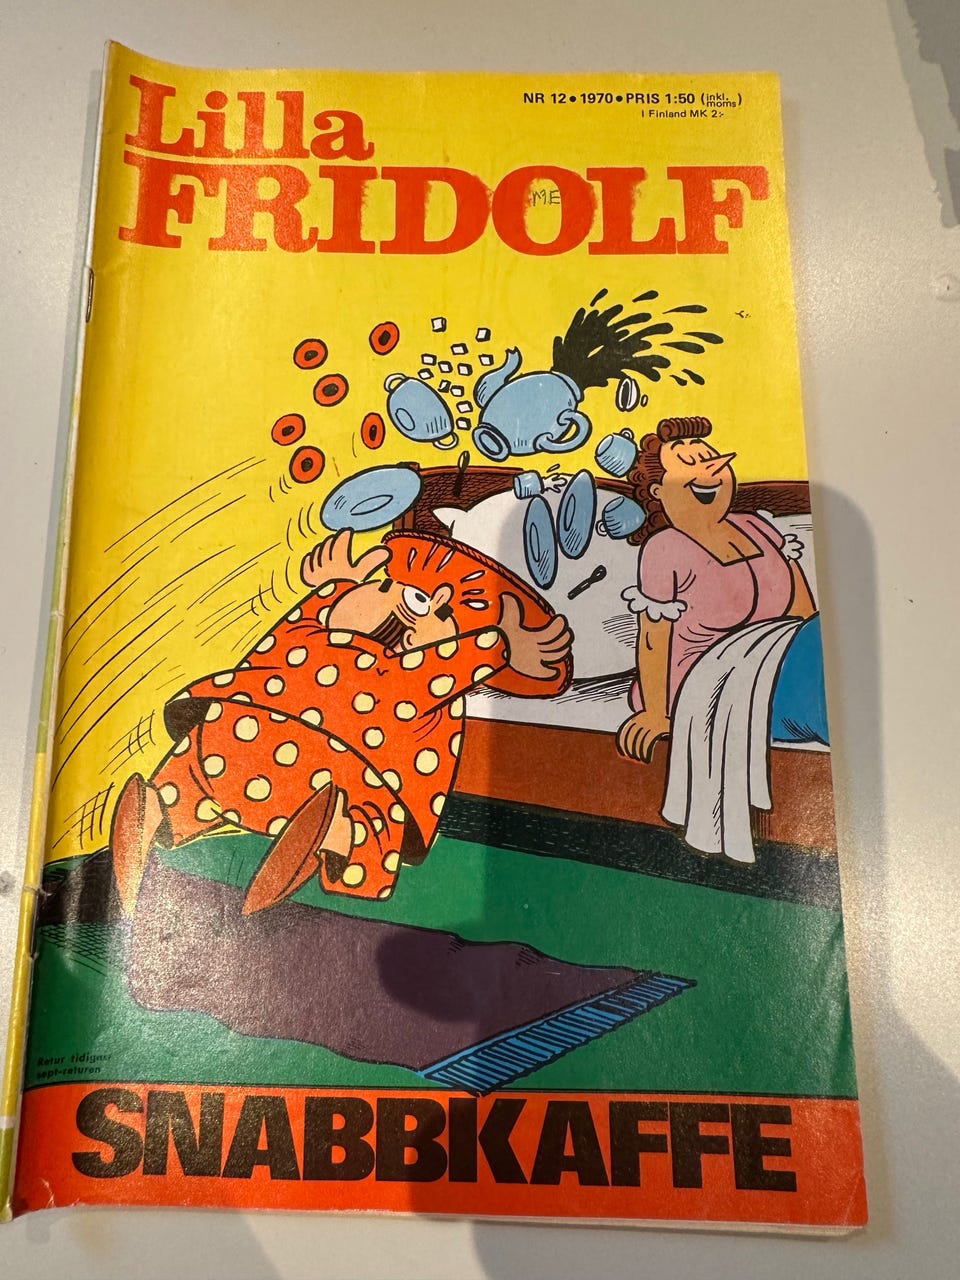 Lilla
FRIDOLF
NR 12 • 1970 • PRIS 1:50 (inkl. moms)
I Finland MK 2:-
M.E
Retur tidigast
sept-returen
SNABBKAFFE